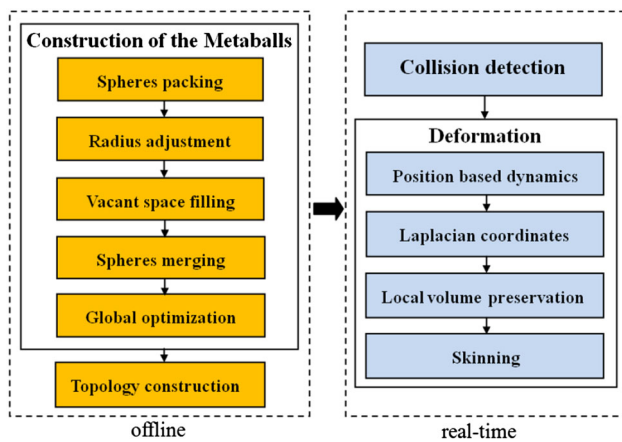 Construction of the Metaballs
Spheres packing
Radius adjustment
Vacant space filling
Spheres merging
Global optimization
Topology construction
offline
Collision detection
Deformation
Position based dynamics
Laplacian coordinates
Local volume preservation
Skinning
real-time